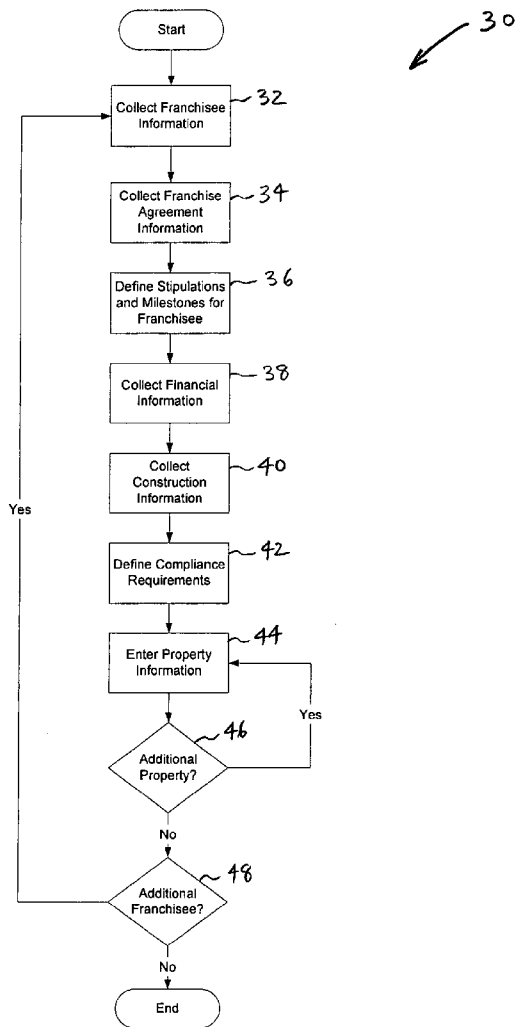 Start
30
Collect Franchisee
Information
32
Collect Franchise
Agreement
Information
34
Define Stipulations
and Milestones for
Franchisee
36
Collect Financial
Information
38
Collect
Construction
Information
40
Yes
Define Compliance
Requirements
42
Enter Property
Information
44
Yes
Additional
Property?
46
No
Additional
Franchisee?
48
No
End